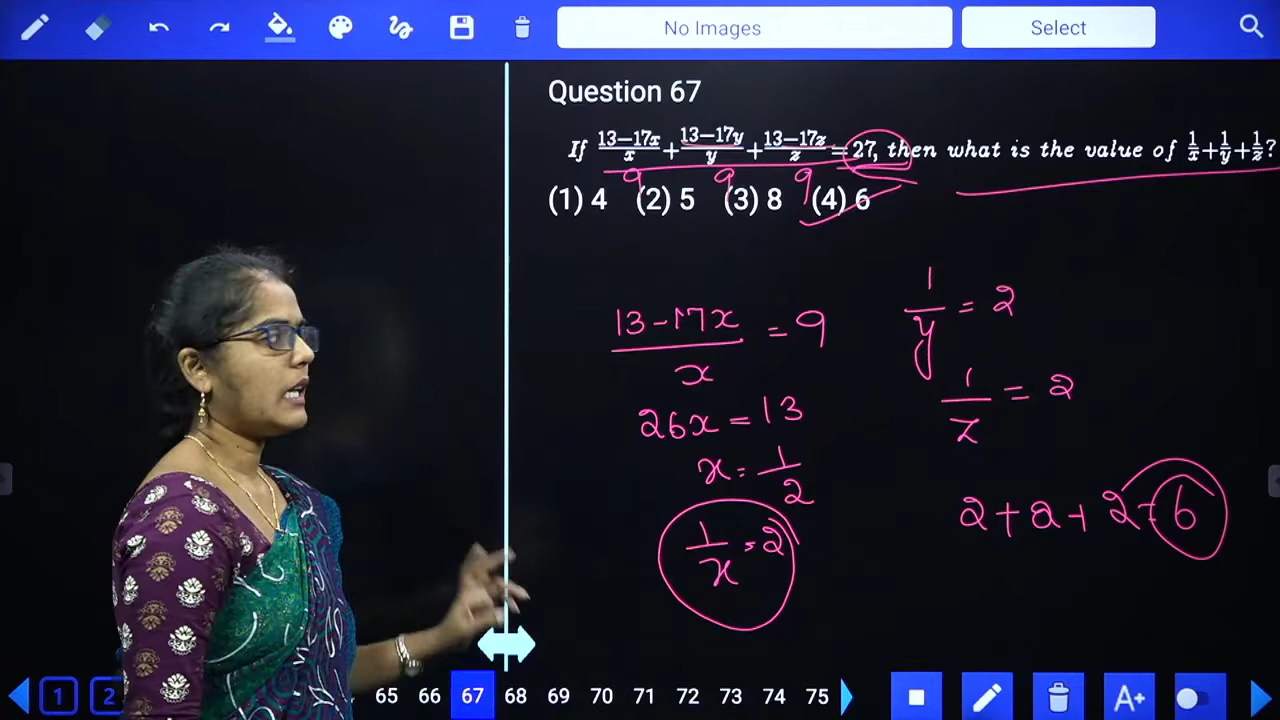 No Images
Select
Question 67
If 13−17x/x + 13−17y/y + 13−17z/z = 27, then what is the value of 1/x + 1/y + 1/z ?
9 9 9
(1) 4 (2) 5 (3) 8 (4) 6
13 − 17x / x = 9
26x = 13
x = 1/2
1/x = 2
1/y = 2
1/z = 2
2 + 2 + 2 = 6
1 2 65 66 67 68 69 70 71 72 73 74 75
A+